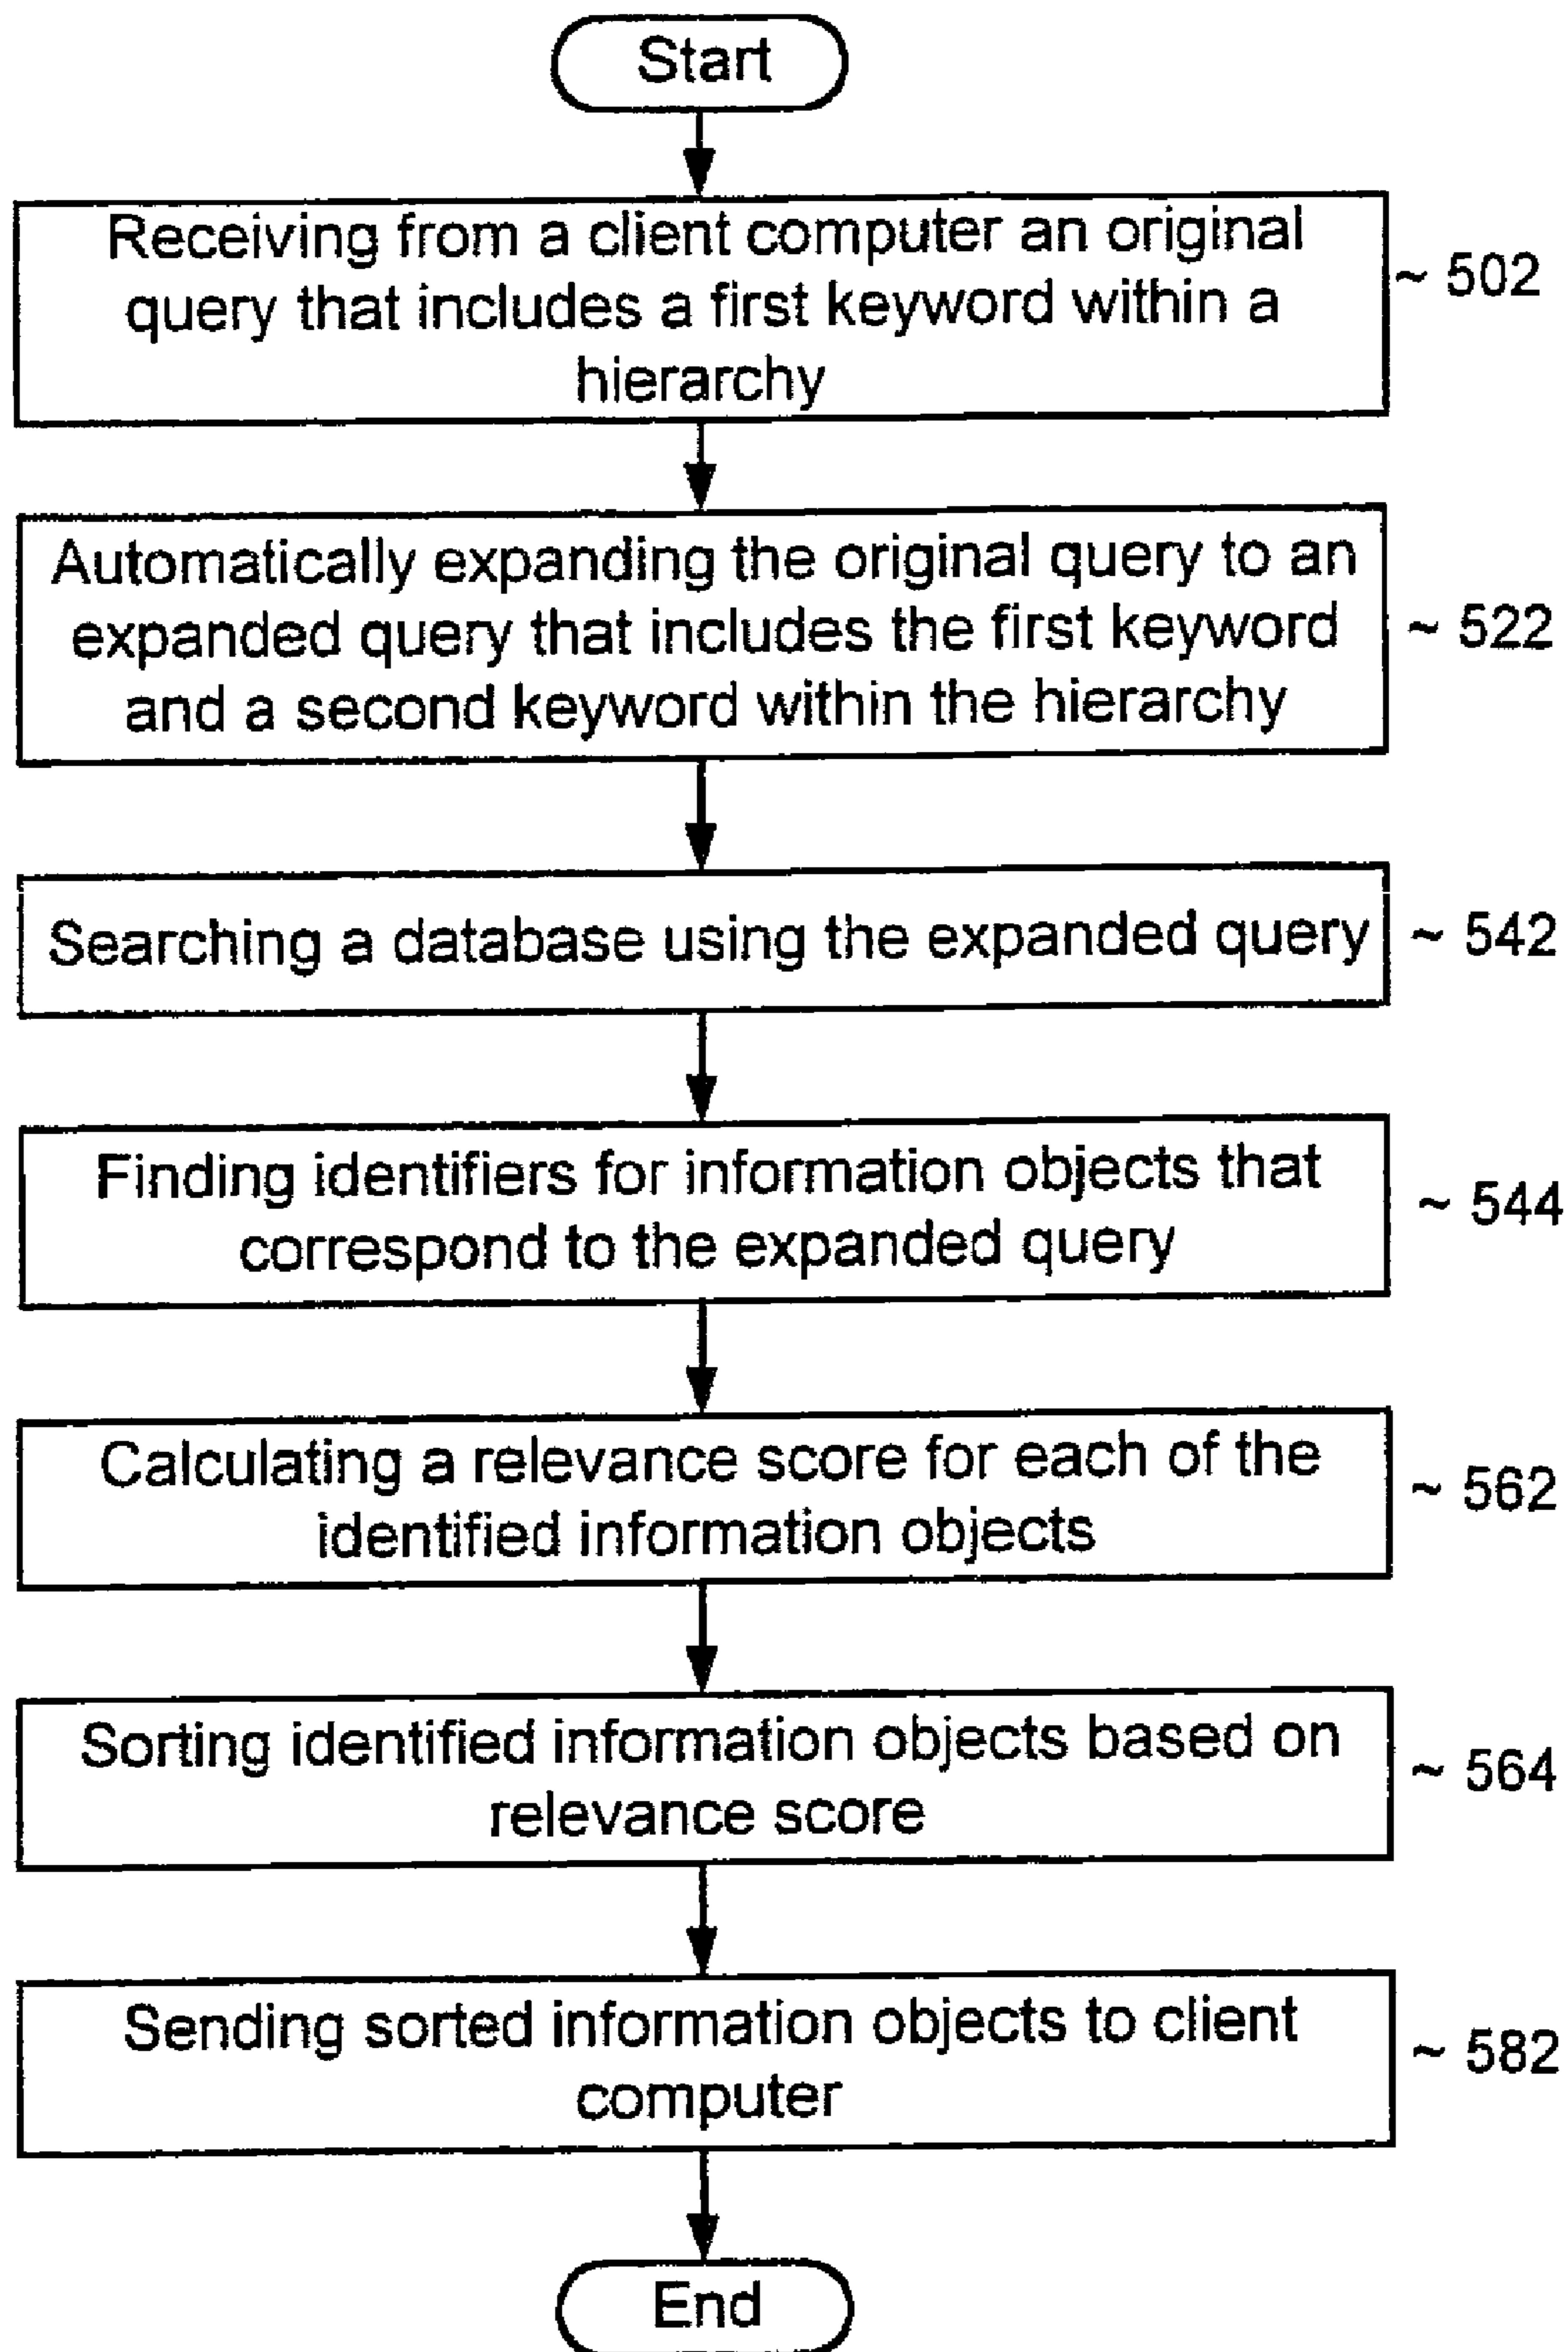 Start
Receiving from a client computer an original
query that includes a first keyword within a
hierarchy
~ 502
Automatically expanding the original query to an
expanded query that includes the first keyword
and a second keyword within the hierarchy
~ 522
Searching a database using the expanded query
~ 542
Finding identifiers for information objects that
correspond to the expanded query
~ 544
Calculating a relevance score for each of the
identified information objects
~ 562
Sorting identified information objects based on
relevance score
~ 564
Sending sorted information objects to client
computer
~ 582
End